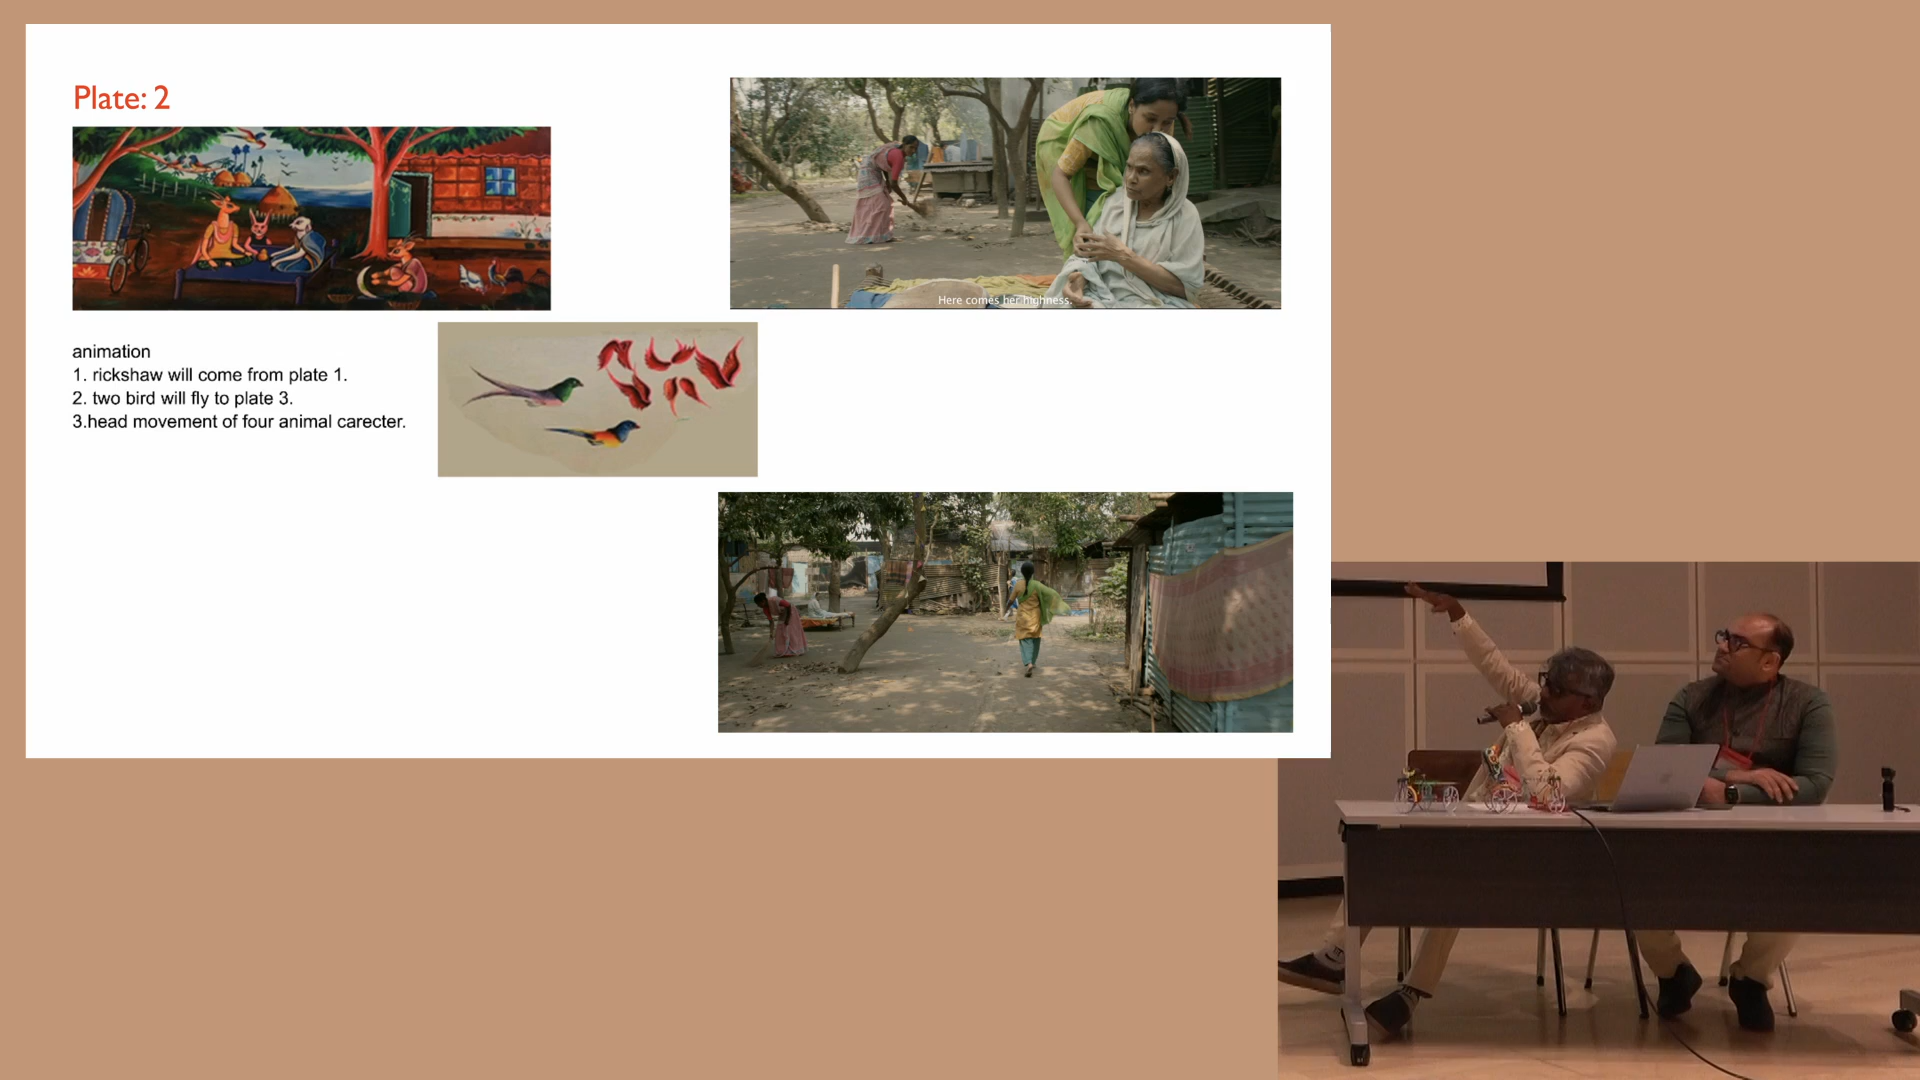 Plate: 2
Here comes her highness.
animation
1. rickshaw will come from plate 1.
2. two bird will fly to plate 3.
3.head movement of four animal carecter.